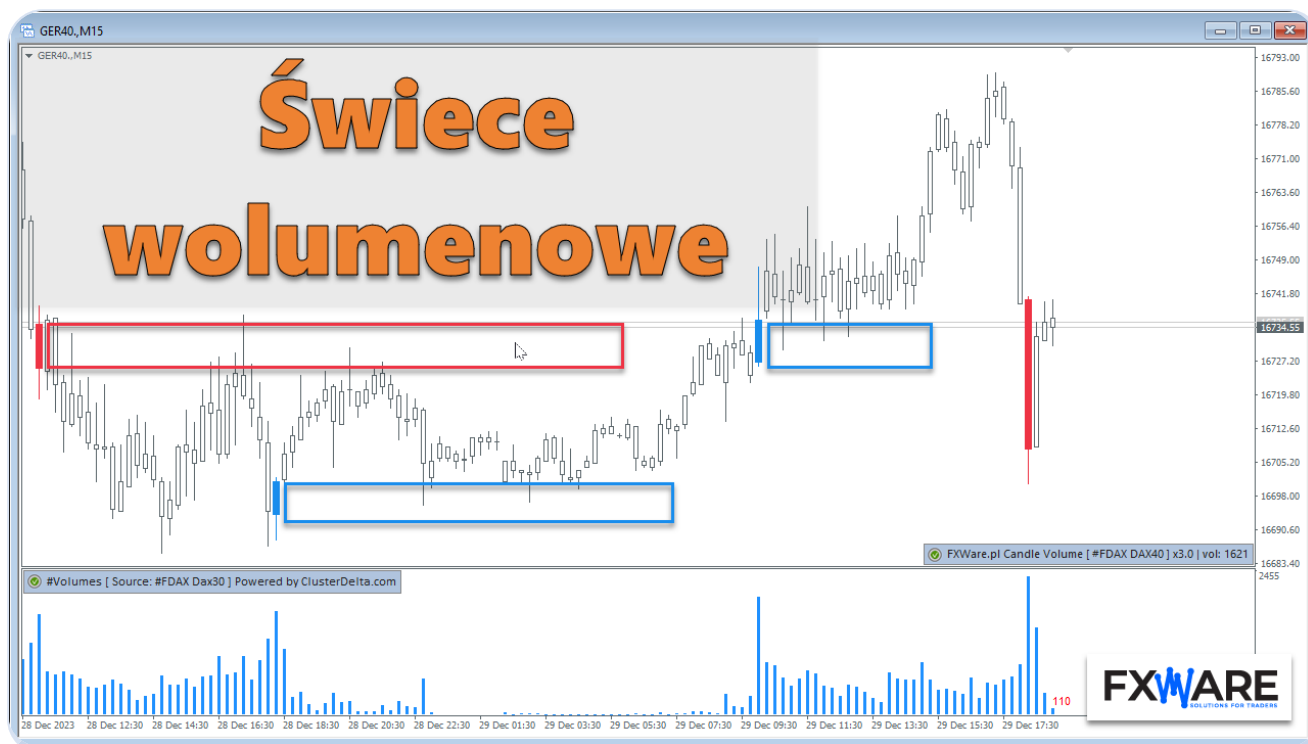 GER40.,M15
GER40.,M15
Świece
wolumenowe
16793.00
16785.60
16778.20
16771.00
16763.60
16756.40
16749.00
16741.80
16734.55
16727.20
16719.80
16712.60
16705.20
16698.00
16690.60
16683.40
FXWare.pl Candle Volume [ #FDAX DAX40 ] x3.0 | vol: 1621
#Volumes [ Source: #FDAX Dax30 ] Powered by ClusterDelta.com
2455
110
FXWARE
SOLUTIONS FOR TRADERS
28 Dec 2023 28 Dec 12:30 28 Dec 14:30 28 Dec 16:30 28 Dec 18:30 28 Dec 20:30 28 Dec 22:30 29 Dec 01:30 29 Dec 03:30 29 Dec 05:30 29 Dec 07:30 29 Dec 09:30 29 Dec 11:30 29 Dec 13:30 29 Dec 15:30 29 Dec 17:30